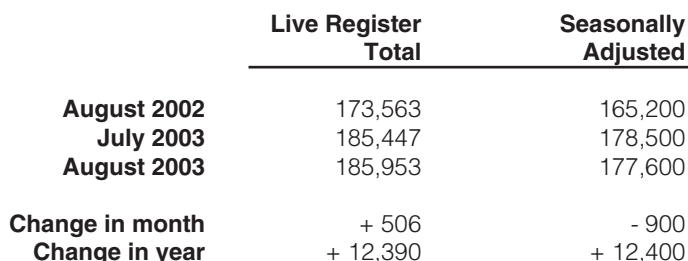 Live Register Seasonally
Total Adjusted
August 2002 173,563 165,200
July 2003 185,447 178,500
August 2003 185,953 177,600
Change in month + 506 - 900
Change in year + 12,390 + 12,400